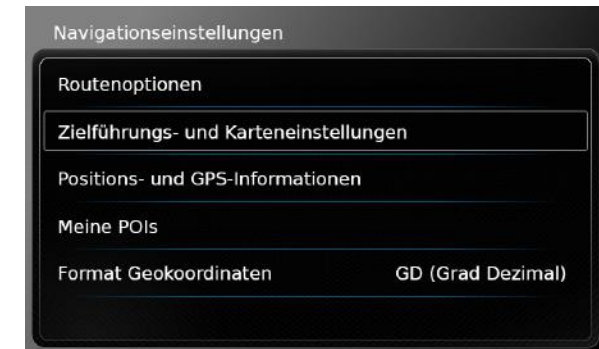 Navigationseinstellungen
Routenoptionen
Zielführungs- und Karteneinstellungen
Positions- und GPS-Informationen
Meine POIs
Format Geokoordinaten GD (Grad Dezimal)